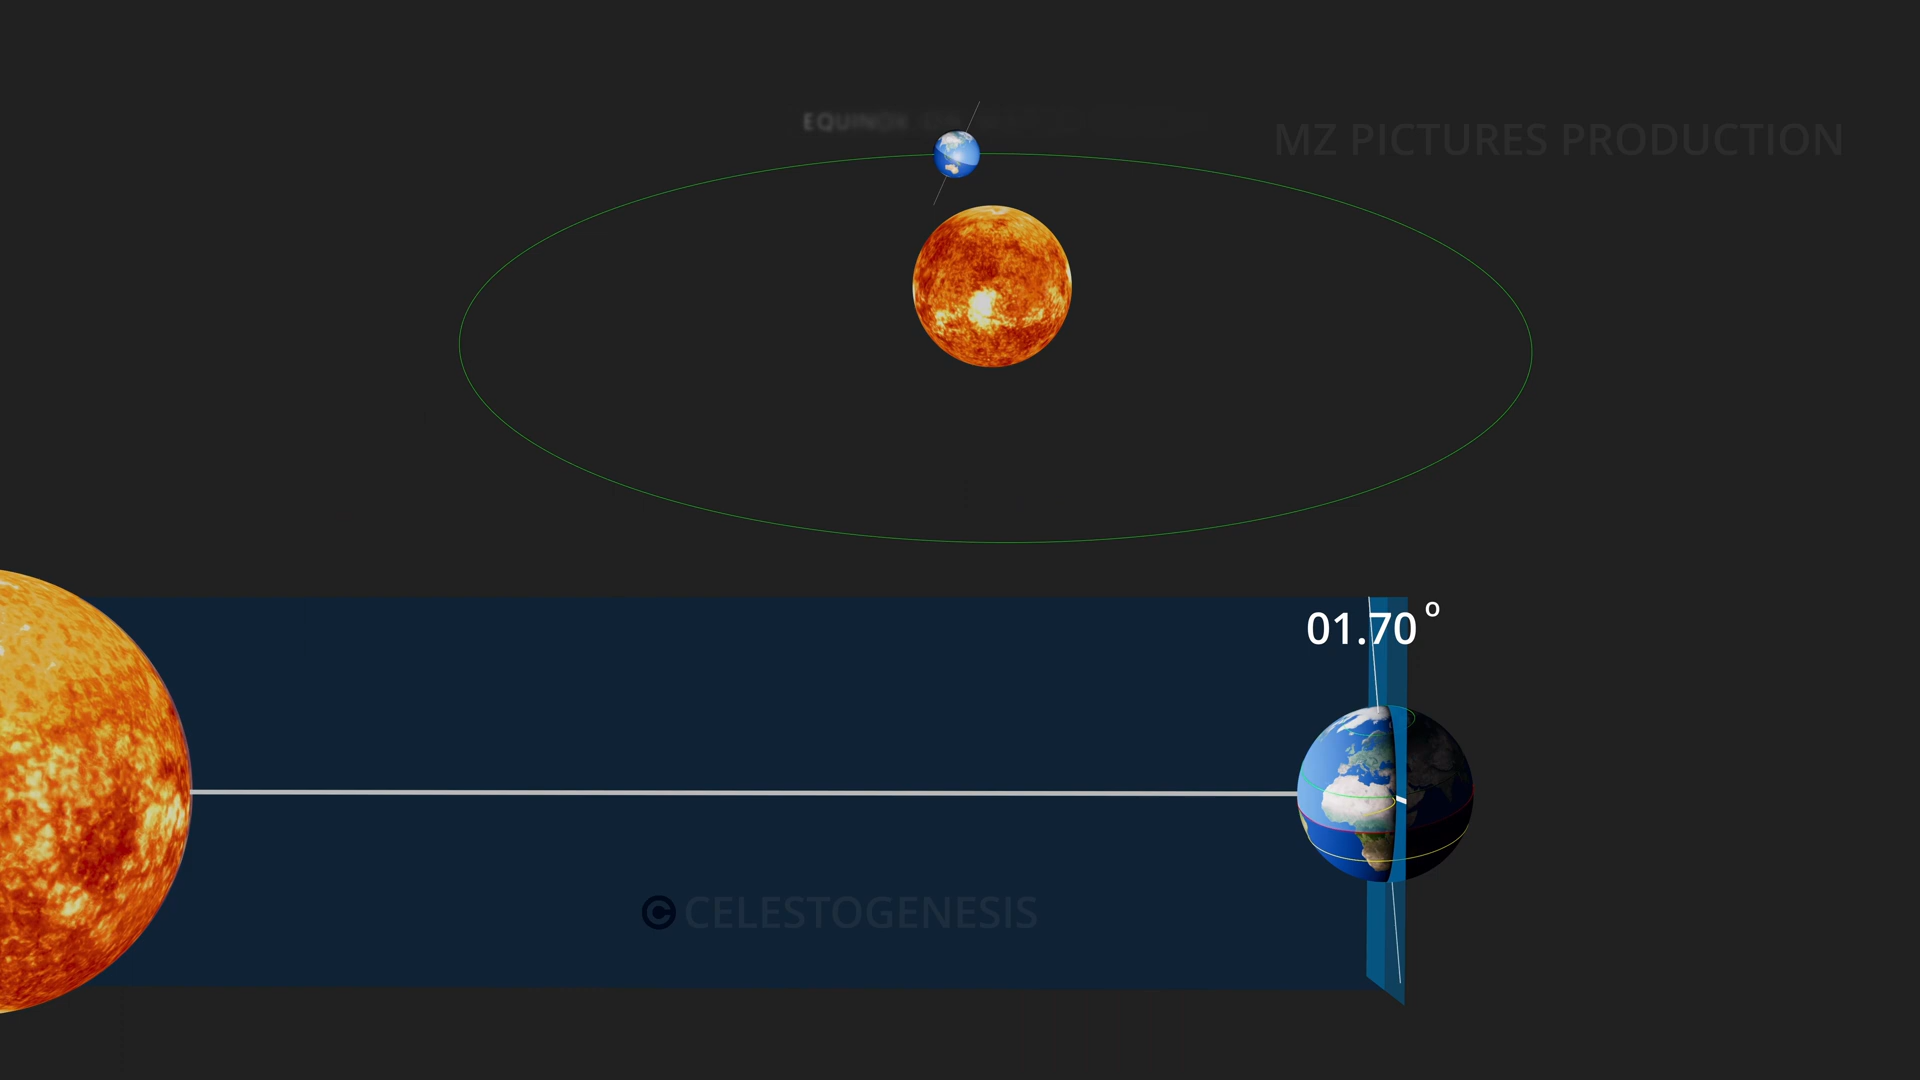 EQUINOX
MZ PICTURES PRODUCTION
01.70°
© CELESTOGENESIS